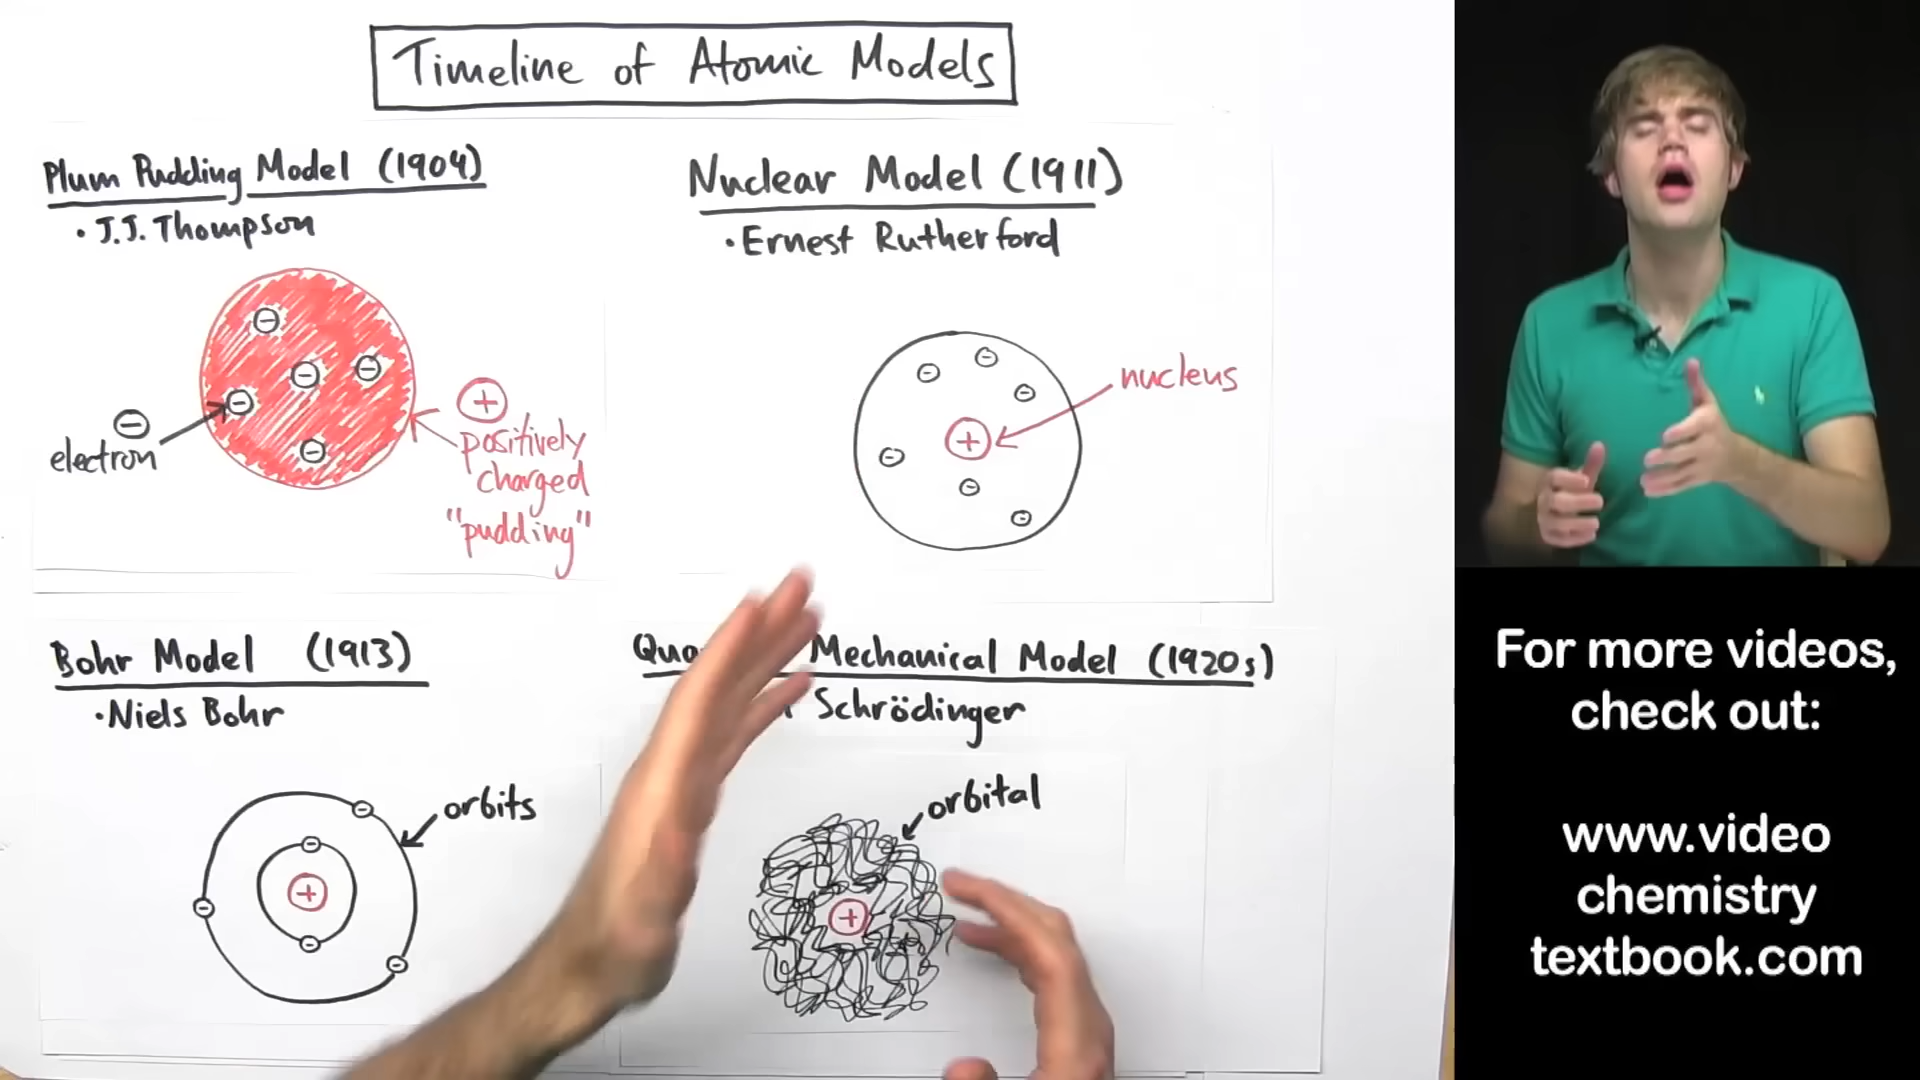 Timeline of Atomic Models
Plum Pudding Model (1904)
• J.J. Thompson
electron
positively
charged
"pudding"
Nuclear Model (1911)
• Ernest Rutherford
nucleus
Bohr Model (1913)
• Niels Bohr
orbits
Mechanical Model (1920s)
Schrödinger
orbital
For more videos,
check out:
www.video
chemistry
textbook.com